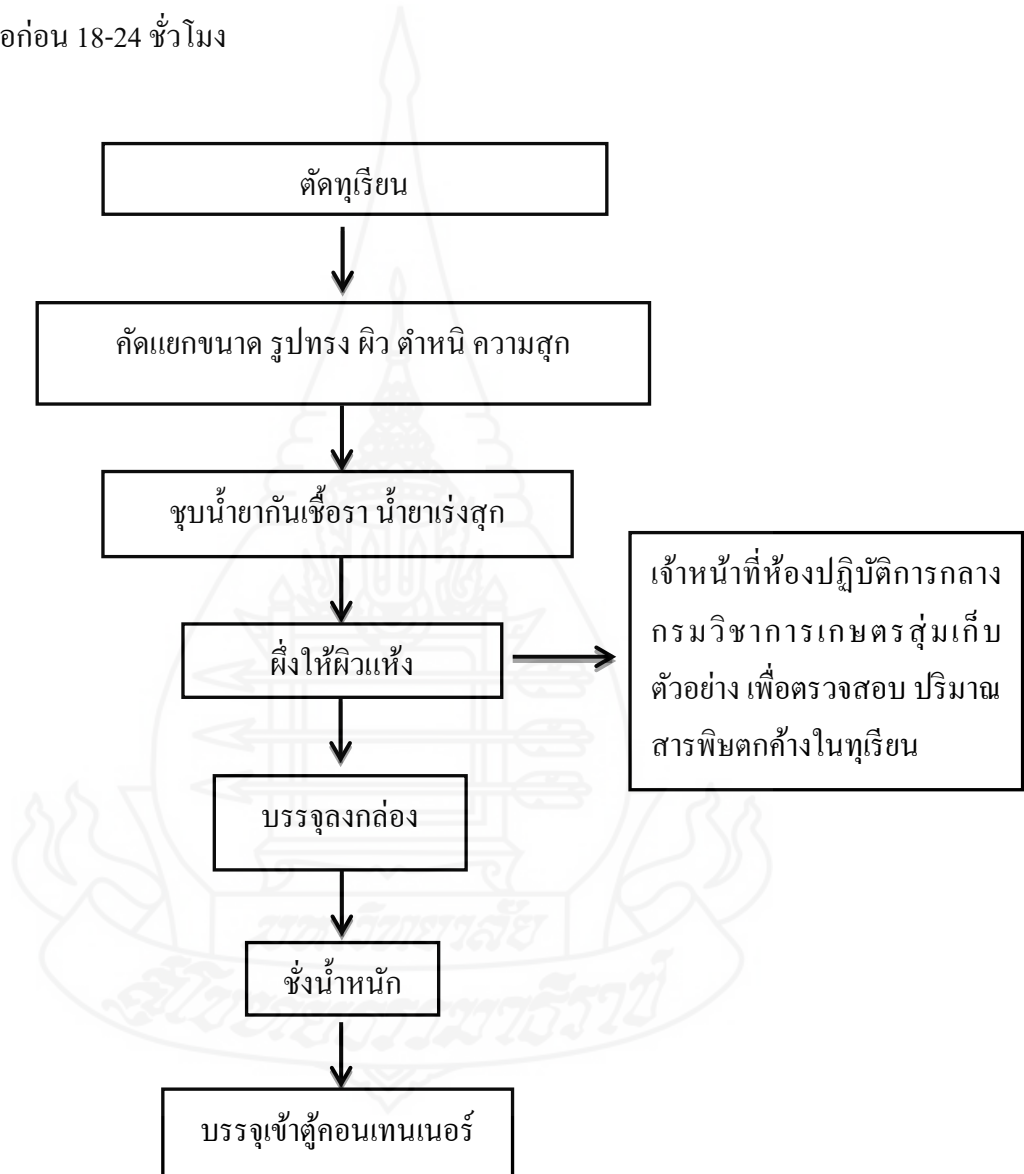 อก่อน 18-24 ชั่วโมง
ตัดทุเรียน
คัดแยกขนาด รูปทรง ผิว ตำหนิ ความสุก
ชุบน้ำยากันเชื้อรา น้ำยาเร่งสุก
ผึ่งให้ผิวแห้ง
เจ้าหน้าที่ห้องปฏิบัติการกลาง
กรมวิชาการเกษตรสุ่มเก็บ
ตัวอย่าง เพื่อตรวจสอบ ปริมาณ
สารพิษตกค้างในทุเรียน
บรรจุลงกล่อง
ชั่งน้ำหนัก
บรรจุเข้าตู้คอนเทนเนอร์